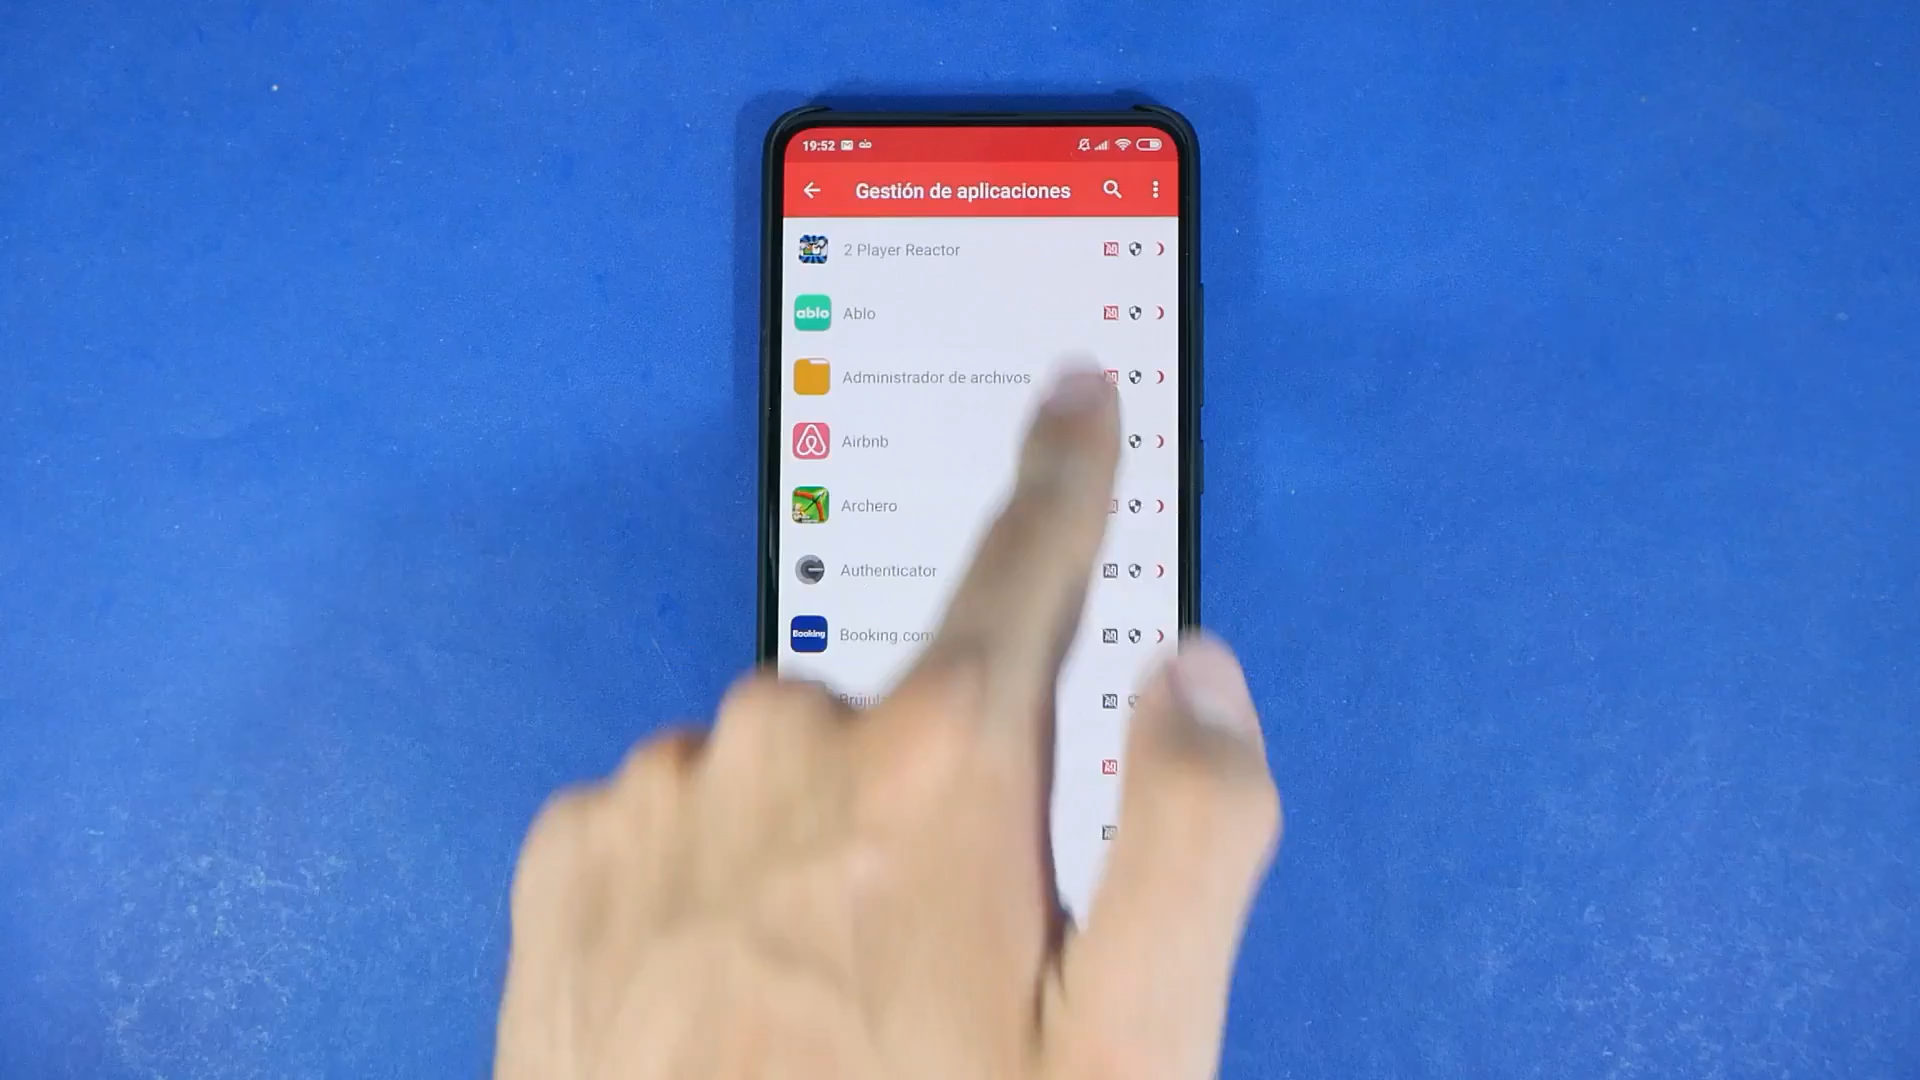 19:52
Gestión de aplicaciones
2 Player Reactor
ablo Ablo
Administrador de archivos
Airbnb
Archero
Authenticator
Booking Booking.com